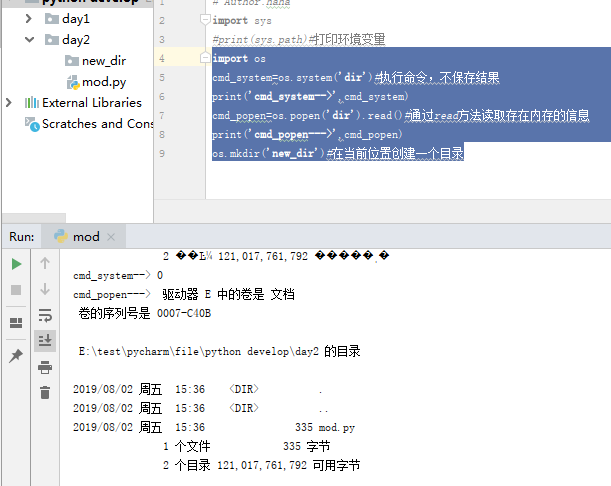 python develop
day1
day2
new_dir
mod.py
External Libraries
Scratches and Cons
1
2
3
4
5
6
7
8
9
# Author:haha
import sys
#print(sys.path)#打印环境变量
import os
cmd_system=os.system('dir')#执行命令,不保存结果
print('cmd_system-->',cmd_system)
cmd_popen=os.popen('dir').read()#通过read方法读取存在内存的信息
print('cmd_popen--->',cmd_popen)
os.mkdir('new_dir')#在当前位置创建一个目录
Run: mod
2 121,017,761,792
cmd_system--> 0
cmd_popen---> 驱动器 E 中的卷是 文档
卷的序列号是 0007-C40B
E:\test\pycharm\file\python develop\day2 的目录
2019/08/02 周五 15:36 <DIR> .
2019/08/02 周五 15:36 <DIR> ..
2019/08/02 周五 15:36 335 mod.py
1 个文件 335 字节
2 个目录 121,017,761,792 可用字节